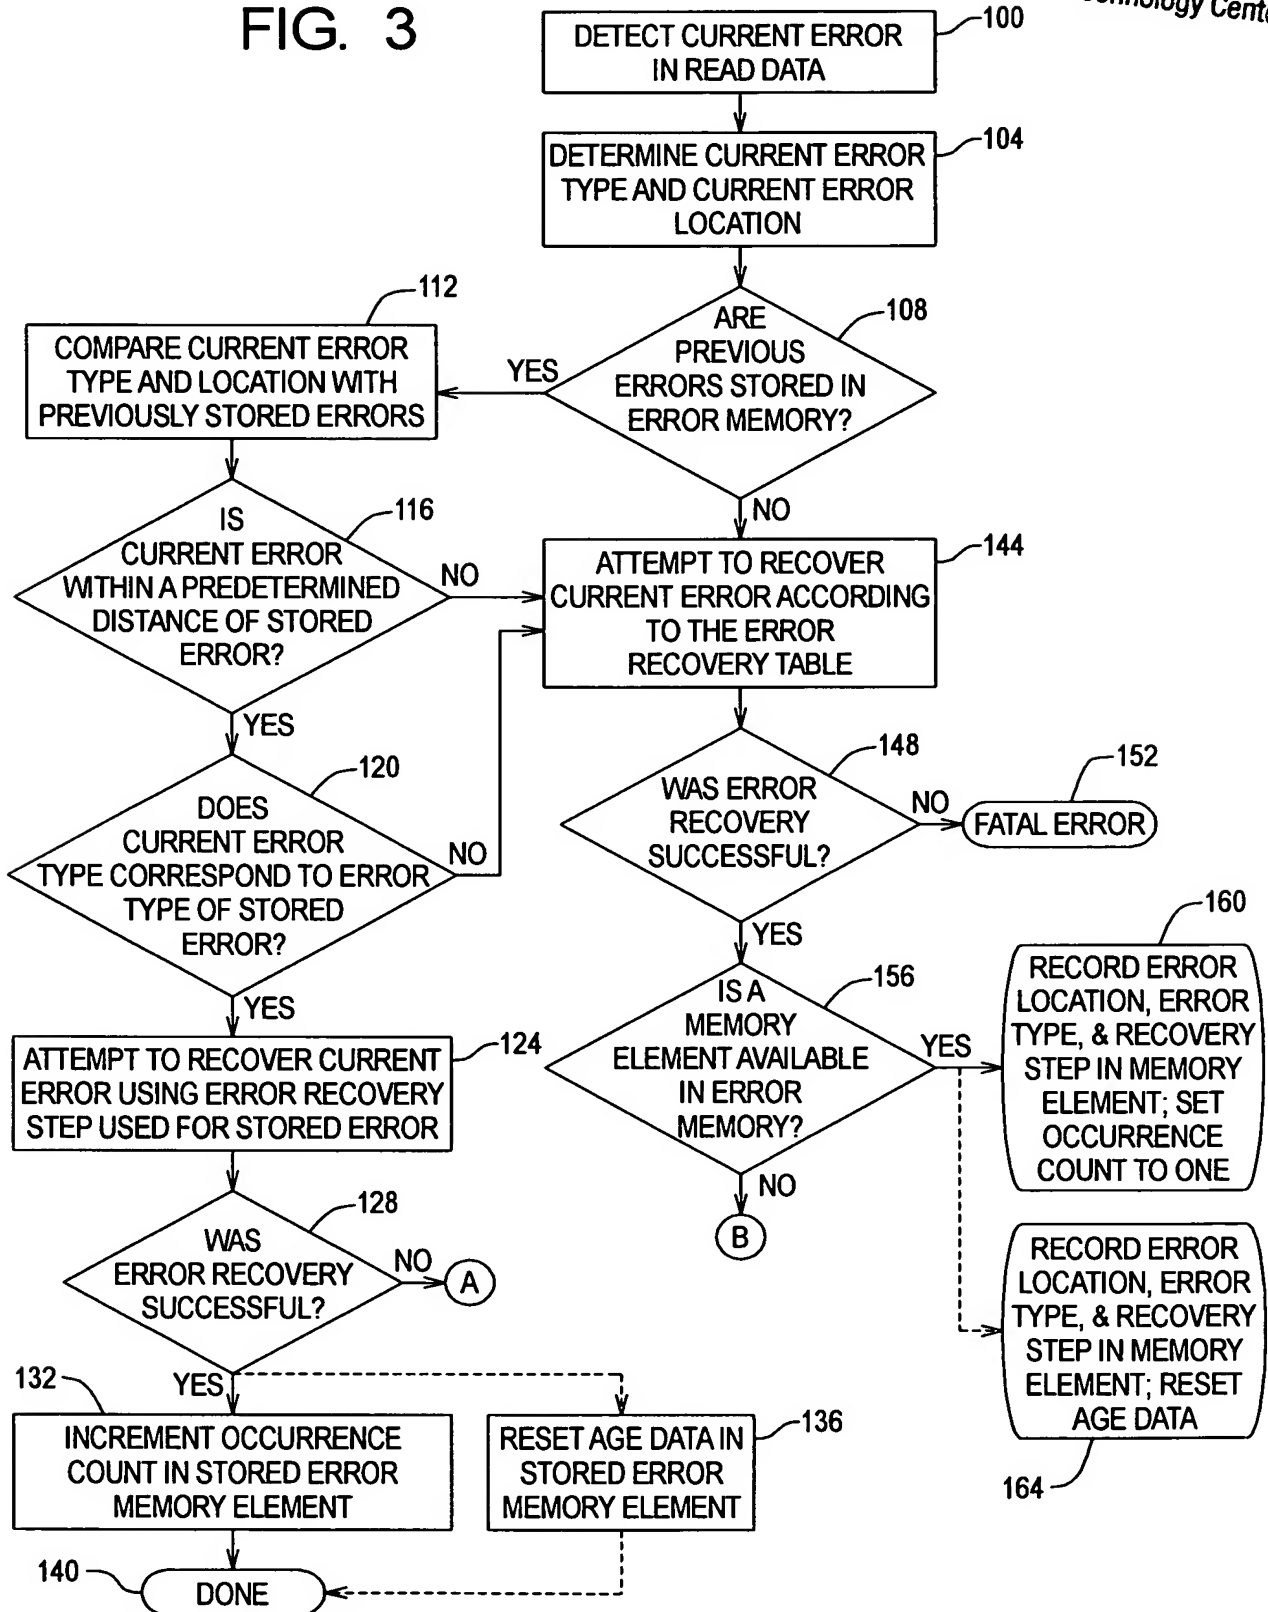 FIG. 3
Center
100
DETECT CURRENT ERROR
IN READ DATA
104
DETERMINE CURRENT ERROR
TYPE AND CURRENT ERROR
LOCATION
108
ARE
PREVIOUS
ERRORS STORED IN
ERROR MEMORY?
YES
NO
112
COMPARE CURRENT ERROR
TYPE AND LOCATION WITH
PREVIOUSLY STORED ERRORS
116
IS
CURRENT ERROR
WITHIN A PREDETERMINED
DISTANCE OF STORED
ERROR?
NO
YES
144
ATTEMPT TO RECOVER
CURRENT ERROR ACCORDING
TO THE ERROR
RECOVERY TABLE
120
DOES
CURRENT ERROR
TYPE CORRESPOND TO ERROR
TYPE OF STORED
ERROR?
NO
YES
148
WAS ERROR
RECOVERY
SUCCESSFUL?
NO
152
FATAL ERROR
YES
156
IS A
MEMORY
ELEMENT AVAILABLE
IN ERROR
MEMORY?
YES
NO
B
160
RECORD ERROR
LOCATION, ERROR
TYPE, & RECOVERY
STEP IN MEMORY
ELEMENT; SET
OCCURRENCE
COUNT TO ONE
124
ATTEMPT TO RECOVER CURRENT
ERROR USING ERROR RECOVERY
STEP USED FOR STORED ERROR
128
WAS
ERROR RECOVERY
SUCCESSFUL?
NO
A
YES
RECORD ERROR
LOCATION, ERROR
TYPE, & RECOVERY
STEP IN MEMORY
ELEMENT; RESET
AGE DATA
164
132
INCREMENT OCCURRENCE
COUNT IN STORED ERROR
MEMORY ELEMENT
136
RESET AGE DATA IN
STORED ERROR
MEMORY ELEMENT
140
DONE